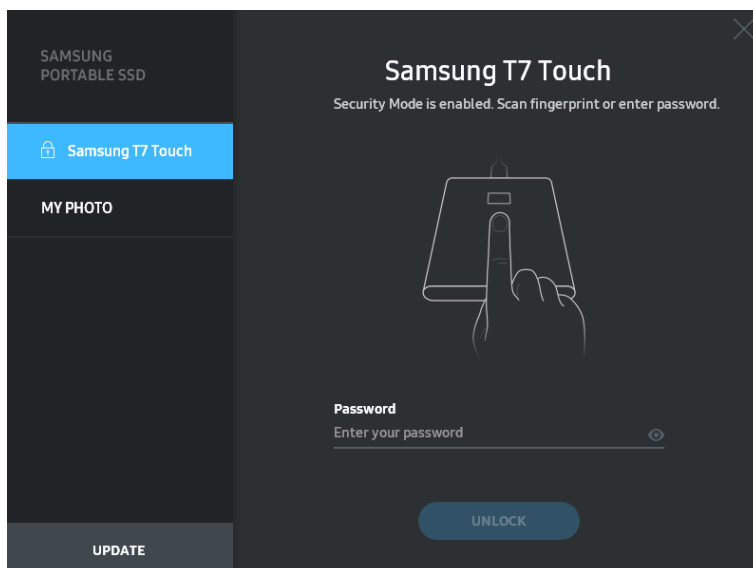 SAMSUNG
PORTABLE SSD
Samsung T7 Touch
MY PHOTO
UPDATE
Samsung T7 Touch
Security Mode is enabled. Scan fingerprint or enter password.
Password
Enter your password
UNLOCK